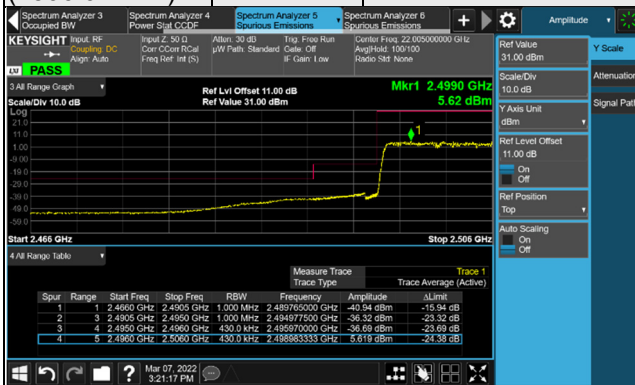 Spectrum Analyzer 3
Occupied BW
Spectrum Analyzer 4
Power Stat CCDF
Spectrum Analyzer 5
Spurious Emissions
Spectrum Analyzer 6
Spurious Emissions
Amplitude
KEYSIGHT
Input: RF
Coupling: DC
Align: Auto
Input Z: 50 Ω
Corr CCorr RCal
Freq Ref: Int (S)
Atten: 30 dB
µW Path: Standard
Trig: Free Run
Gate: Off
IF Gain: Low
Center Freq: 22.005000000 GHz
Avg|Hold: 100/100
Radio Std: None
LXI PASS
3 All Range Graph
Scale/Div 10.0 dB
Ref Lvl Offset 11.00 dB
Ref Value 31.00 dBm
Mkr1 2.4990 GHz
5.62 dBm
Log
21.0
11.0
1.00
-9.00
-19.0
-29.0
-39.0
-49.0
-59.0
1
Start 2.466 GHz
Stop 2.506 GHz
4 All Range Table
Measure Trace Trace 1
Trace Type Trace Average (Active)
Spur Range Start Freq Stop Freq RBW Frequency Amplitude ΔLimit
1 1 2.4660 GHz 2.4905 GHz 1.000 MHz 2.489765000 GHz -40.94 dBm -15.94 dB
2 3 2.4905 GHz 2.4950 GHz 1.000 MHz 2.494977500 GHz -36.32 dBm -23.32 dB
3 4 2.4950 GHz 2.4960 GHz 430.0 kHz 2.495970000 GHz -36.69 dBm -23.69 dB
4 5 2.4960 GHz 2.5060 GHz 430.0 kHz 2.498983333 GHz 5.619 dBm -24.38 dB
Ref Value
31.00 dBm
Scale/Div
10.0 dB
Y Axis Unit
dBm
Ref Level Offset
11.00 dB
On
Off
Ref Position
Top
Auto Scaling
On
Off
Y Scale
Attenuation
Signal Path
Mar 07, 2022
3:21:17 PM